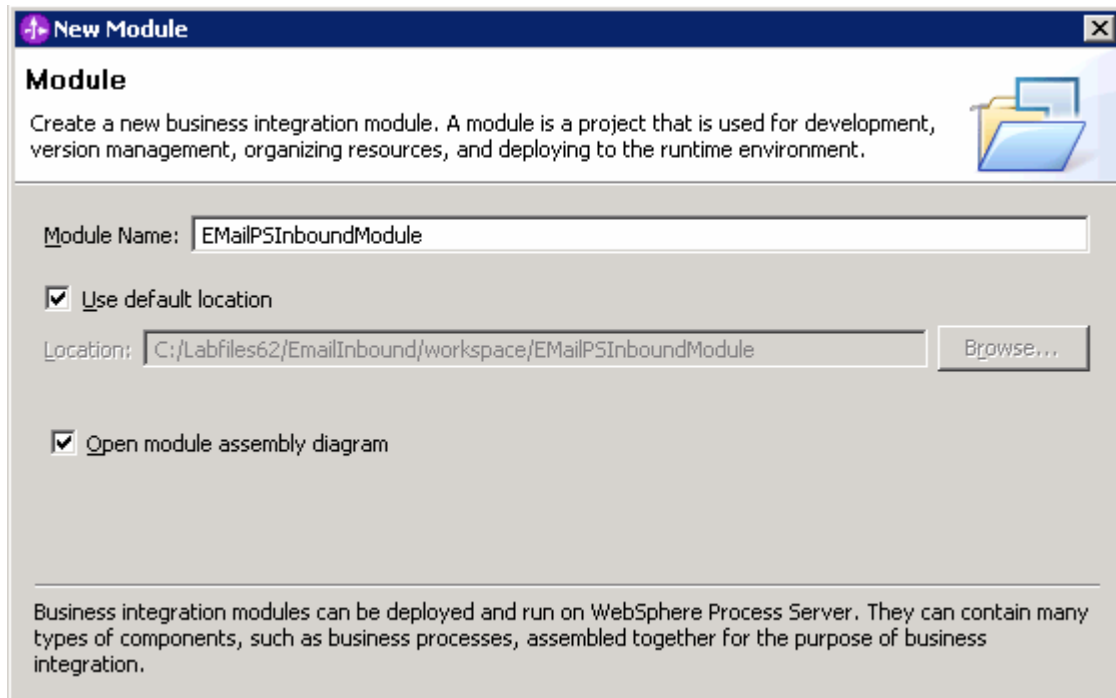 New Module
Module
Create a new business integration module. A module is a project that is used for development,
version management, organizing resources, and deploying to the runtime environment.
Module Name: EMailPSInboundModule
Use default location
Location: C:/Labfiles62/EmailInbound/workspace/EMailPSInboundModule Browse...
Open module assembly diagram
Business integration modules can be deployed and run on WebSphere Process Server. They can contain many
types of components, such as business processes, assembled together for the purpose of business
integration.